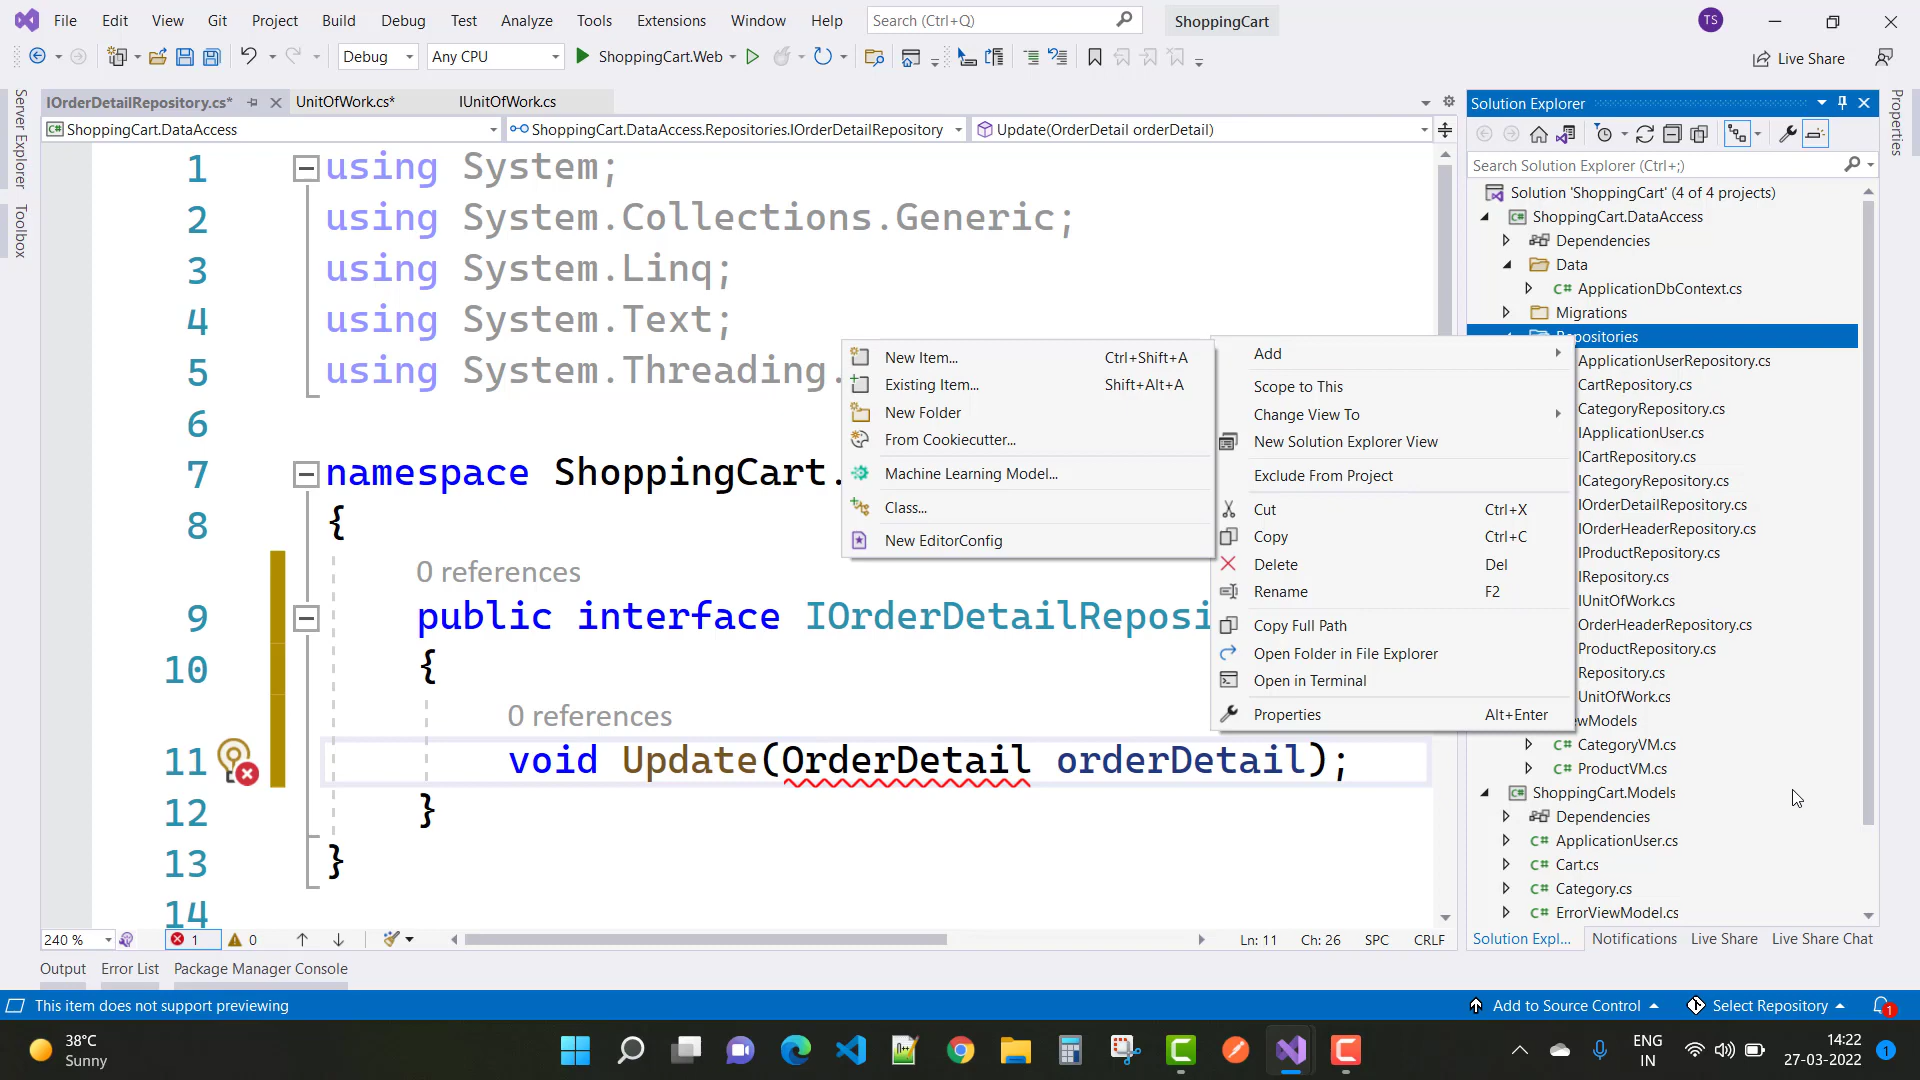 File Edit View Git Project Build Debug Test Analyze Tools Extensions Window Help Search (Ctrl+Q) ShoppingCart TS
Debug Any CPU ShoppingCart.Web Live Share
IOrderDetailRepository.cs* UnitOfWork.cs* IUnitOfWork.cs
ShoppingCart.DataAccess ShoppingCart.DataAccess.Repositories.IOrderDetailRepository Update(OrderDetail orderDetail)
Server Explorer
Toolbox
1 using System;
2 using System.Collections.Generic;
3 using System.Linq;
4 using System.Text;
5 using System.Threading.
6
7 namespace ShoppingCart.
8 {
0 references
9 public interface IOrderDetailReposi
10 {
0 references
11 void Update(OrderDetail orderDetail);
12 }
13 }
14
New Item... Ctrl+Shift+A
Existing Item... Shift+Alt+A
New Folder
From Cookiecutter...
Machine Learning Model...
Class...
New EditorConfig
Add
Scope to This
Change View To
New Solution Explorer View
Exclude From Project
Cut Ctrl+X
Copy Ctrl+C
Delete Del
Rename F2
Copy Full Path
Open Folder in File Explorer
Open in Terminal
Properties Alt+Enter
Solution Explorer
Search Solution Explorer (Ctrl+;)
Solution 'ShoppingCart' (4 of 4 projects)
ShoppingCart.DataAccess
Dependencies
Data
ApplicationDbContext.cs
Migrations
Repositories
ApplicationUserRepository.cs
CartRepository.cs
CategoryRepository.cs
IApplicationUser.cs
ICartRepository.cs
ICategoryRepository.cs
IOrderDetailRepository.cs
IOrderHeaderRepository.cs
IProductRepository.cs
IRepository.cs
IUnitOfWork.cs
OrderHeaderRepository.cs
ProductRepository.cs
Repository.cs
UnitOfWork.cs
wModels
CategoryVM.cs
ProductVM.cs
ShoppingCart.Models
Dependencies
ApplicationUser.cs
Cart.cs
Category.cs
ErrorViewModel.cs
Properties
240 % 1 0 Ln: 11 Ch: 26 SPC CRLF
Solution Expl... Notifications Live Share Live Share Chat
Output Error List Package Manager Console
This item does not support previewing Add to Source Control Select Repository 1
38°C
Sunny
ENG
IN
14:22
27-03-2022
1